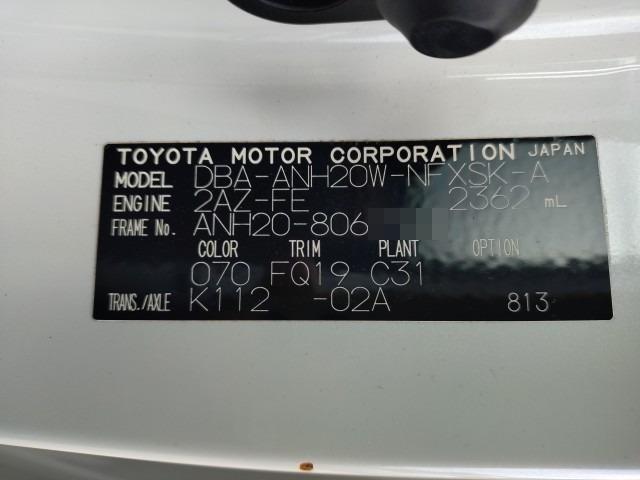 TOYOTA MOTOR CORPORATION JAPAN
MODEL DBA-ANH20W-NFXSK-A
ENGINE 2AZ-FE 2362 mL
FRAME No. ANH20-806
COLOR TRIM PLANT OPTION
070 FQ19 C31
TRANS./AXLE K112 -02A 813